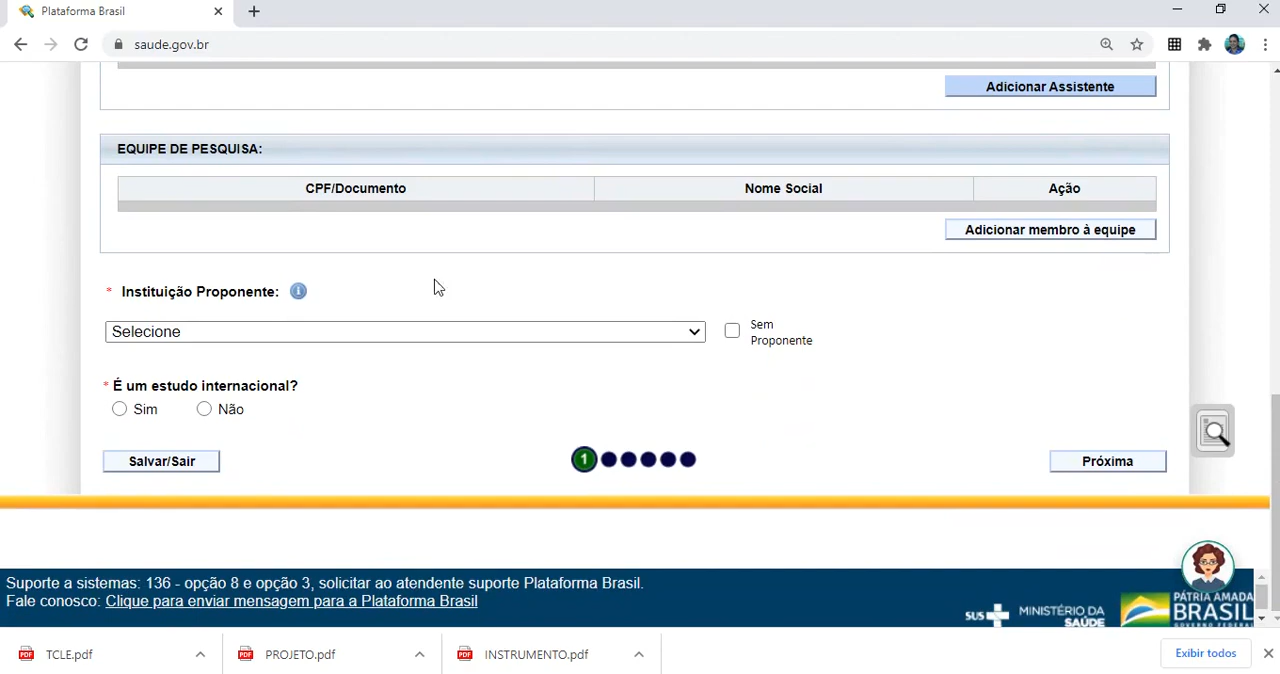 Plataforma Brasil
saude.gov.br
Adicionar Assistente
EQUIPE DE PESQUISA:
CPF/Documento Nome Social Ação
Adicionar membro à equipe
* Instituição Proponente:
Selecione
Sem
Proponente
* É um estudo internacional?
Sim Não
Salvar/Sair
1
Próxima
Suporte a sistemas: 136 - opção 8 e opção 3, solicitar ao atendente suporte Plataforma Brasil.
Fale conosco: Clique para enviar mensagem para a Plataforma Brasil
SUS
MINISTÉRIO DA
SAÚDE
PÁTRIA AMADA
BRASIL
GOVERNO FEDERAL
TCLE.pdf
PROJETO.pdf
INSTRUMENTO.pdf
Exibir todos